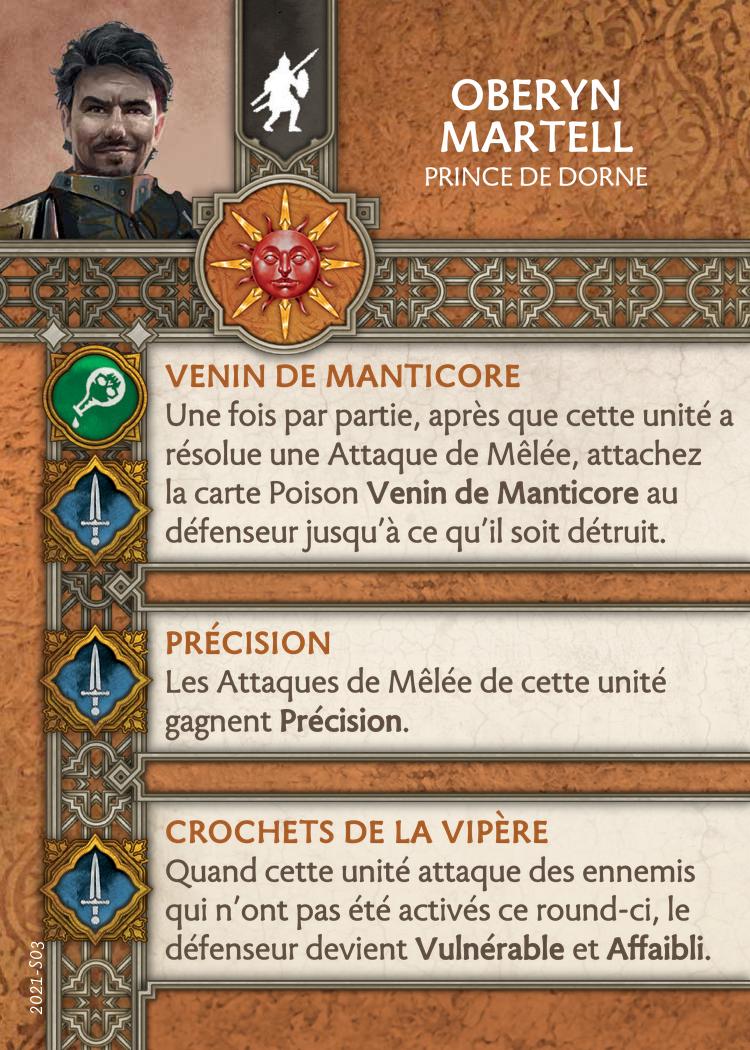 OBERYN
MARTELL
PRINCE DE DORNE
VENIN DE MANTICORE
Une fois par partie, après que cette unité a
résolue une Attaque de Mêlée, attachez
la carte Poison Venin de Manticore au
défenseur jusqu'à ce qu'il soit détruit.
PRÉCISION
Les Attaques de Mêlée de cette unité
gagnent Précision.
CROCHETS DE LA VIPÈRE
Quand cette unité attaque des ennemis
qui n'ont pas été activés ce round-ci, le
défenseur devient Vulnérable et Affaibli.
2021-S03